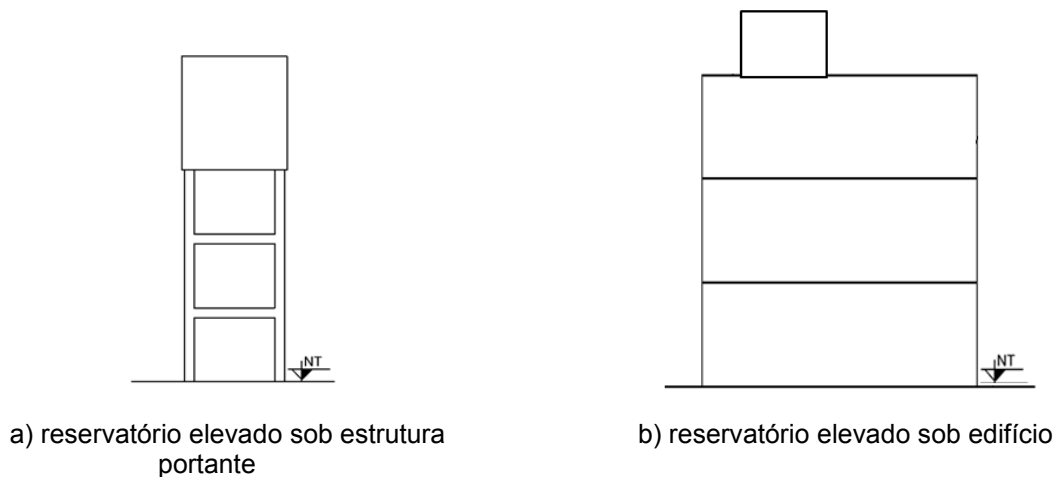 NT
NT
a) reservatório elevado sob estrutura
portante
b) reservatório elevado sob edifício